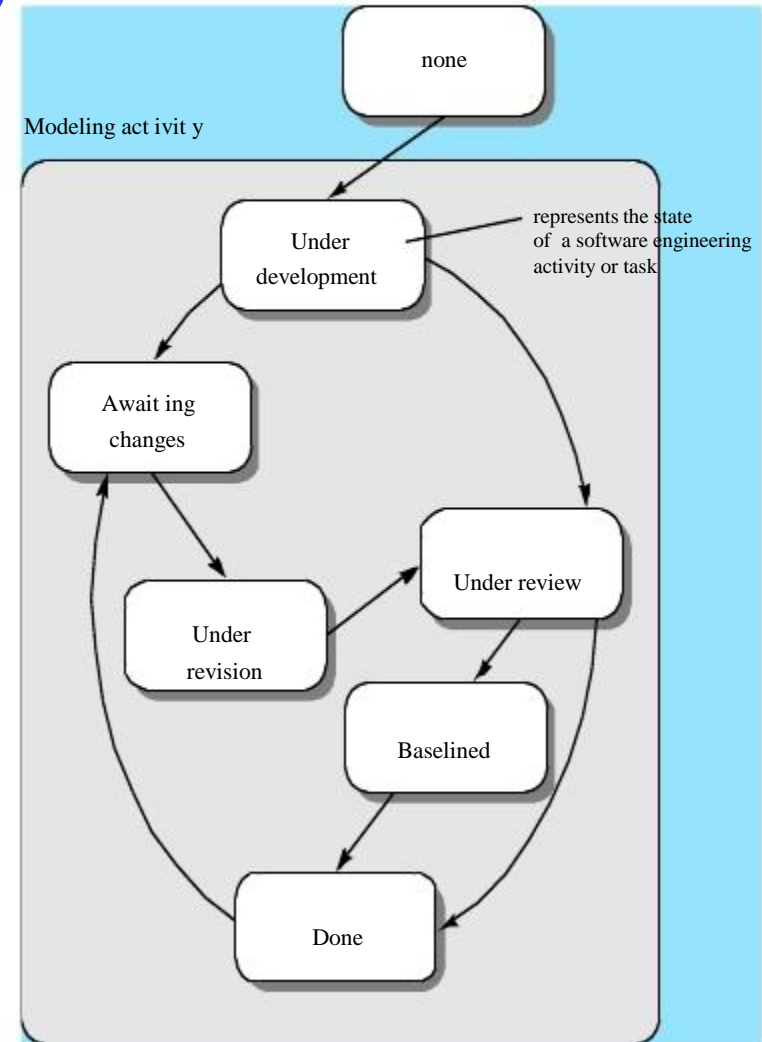 none
Modeling act ivit y
Under
development
represents the state
of a software engineering
activity or task
Await ing
changes
Under review
Under
revision
Baselined
Done